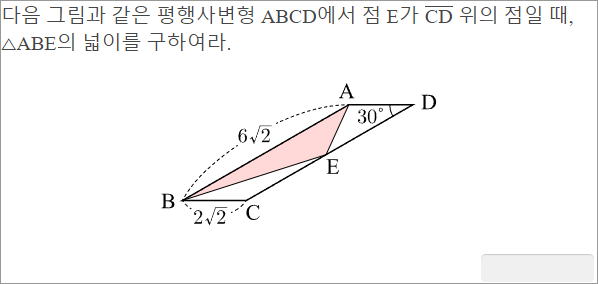 다음 그림과 같은 평행사변형 ABCD에서 점 E가 $\overline{CD}$ 위의 점일 때,
△ABE의 넓이를 구하여라.
A
D
30°
6√2
E
B
C
2√2